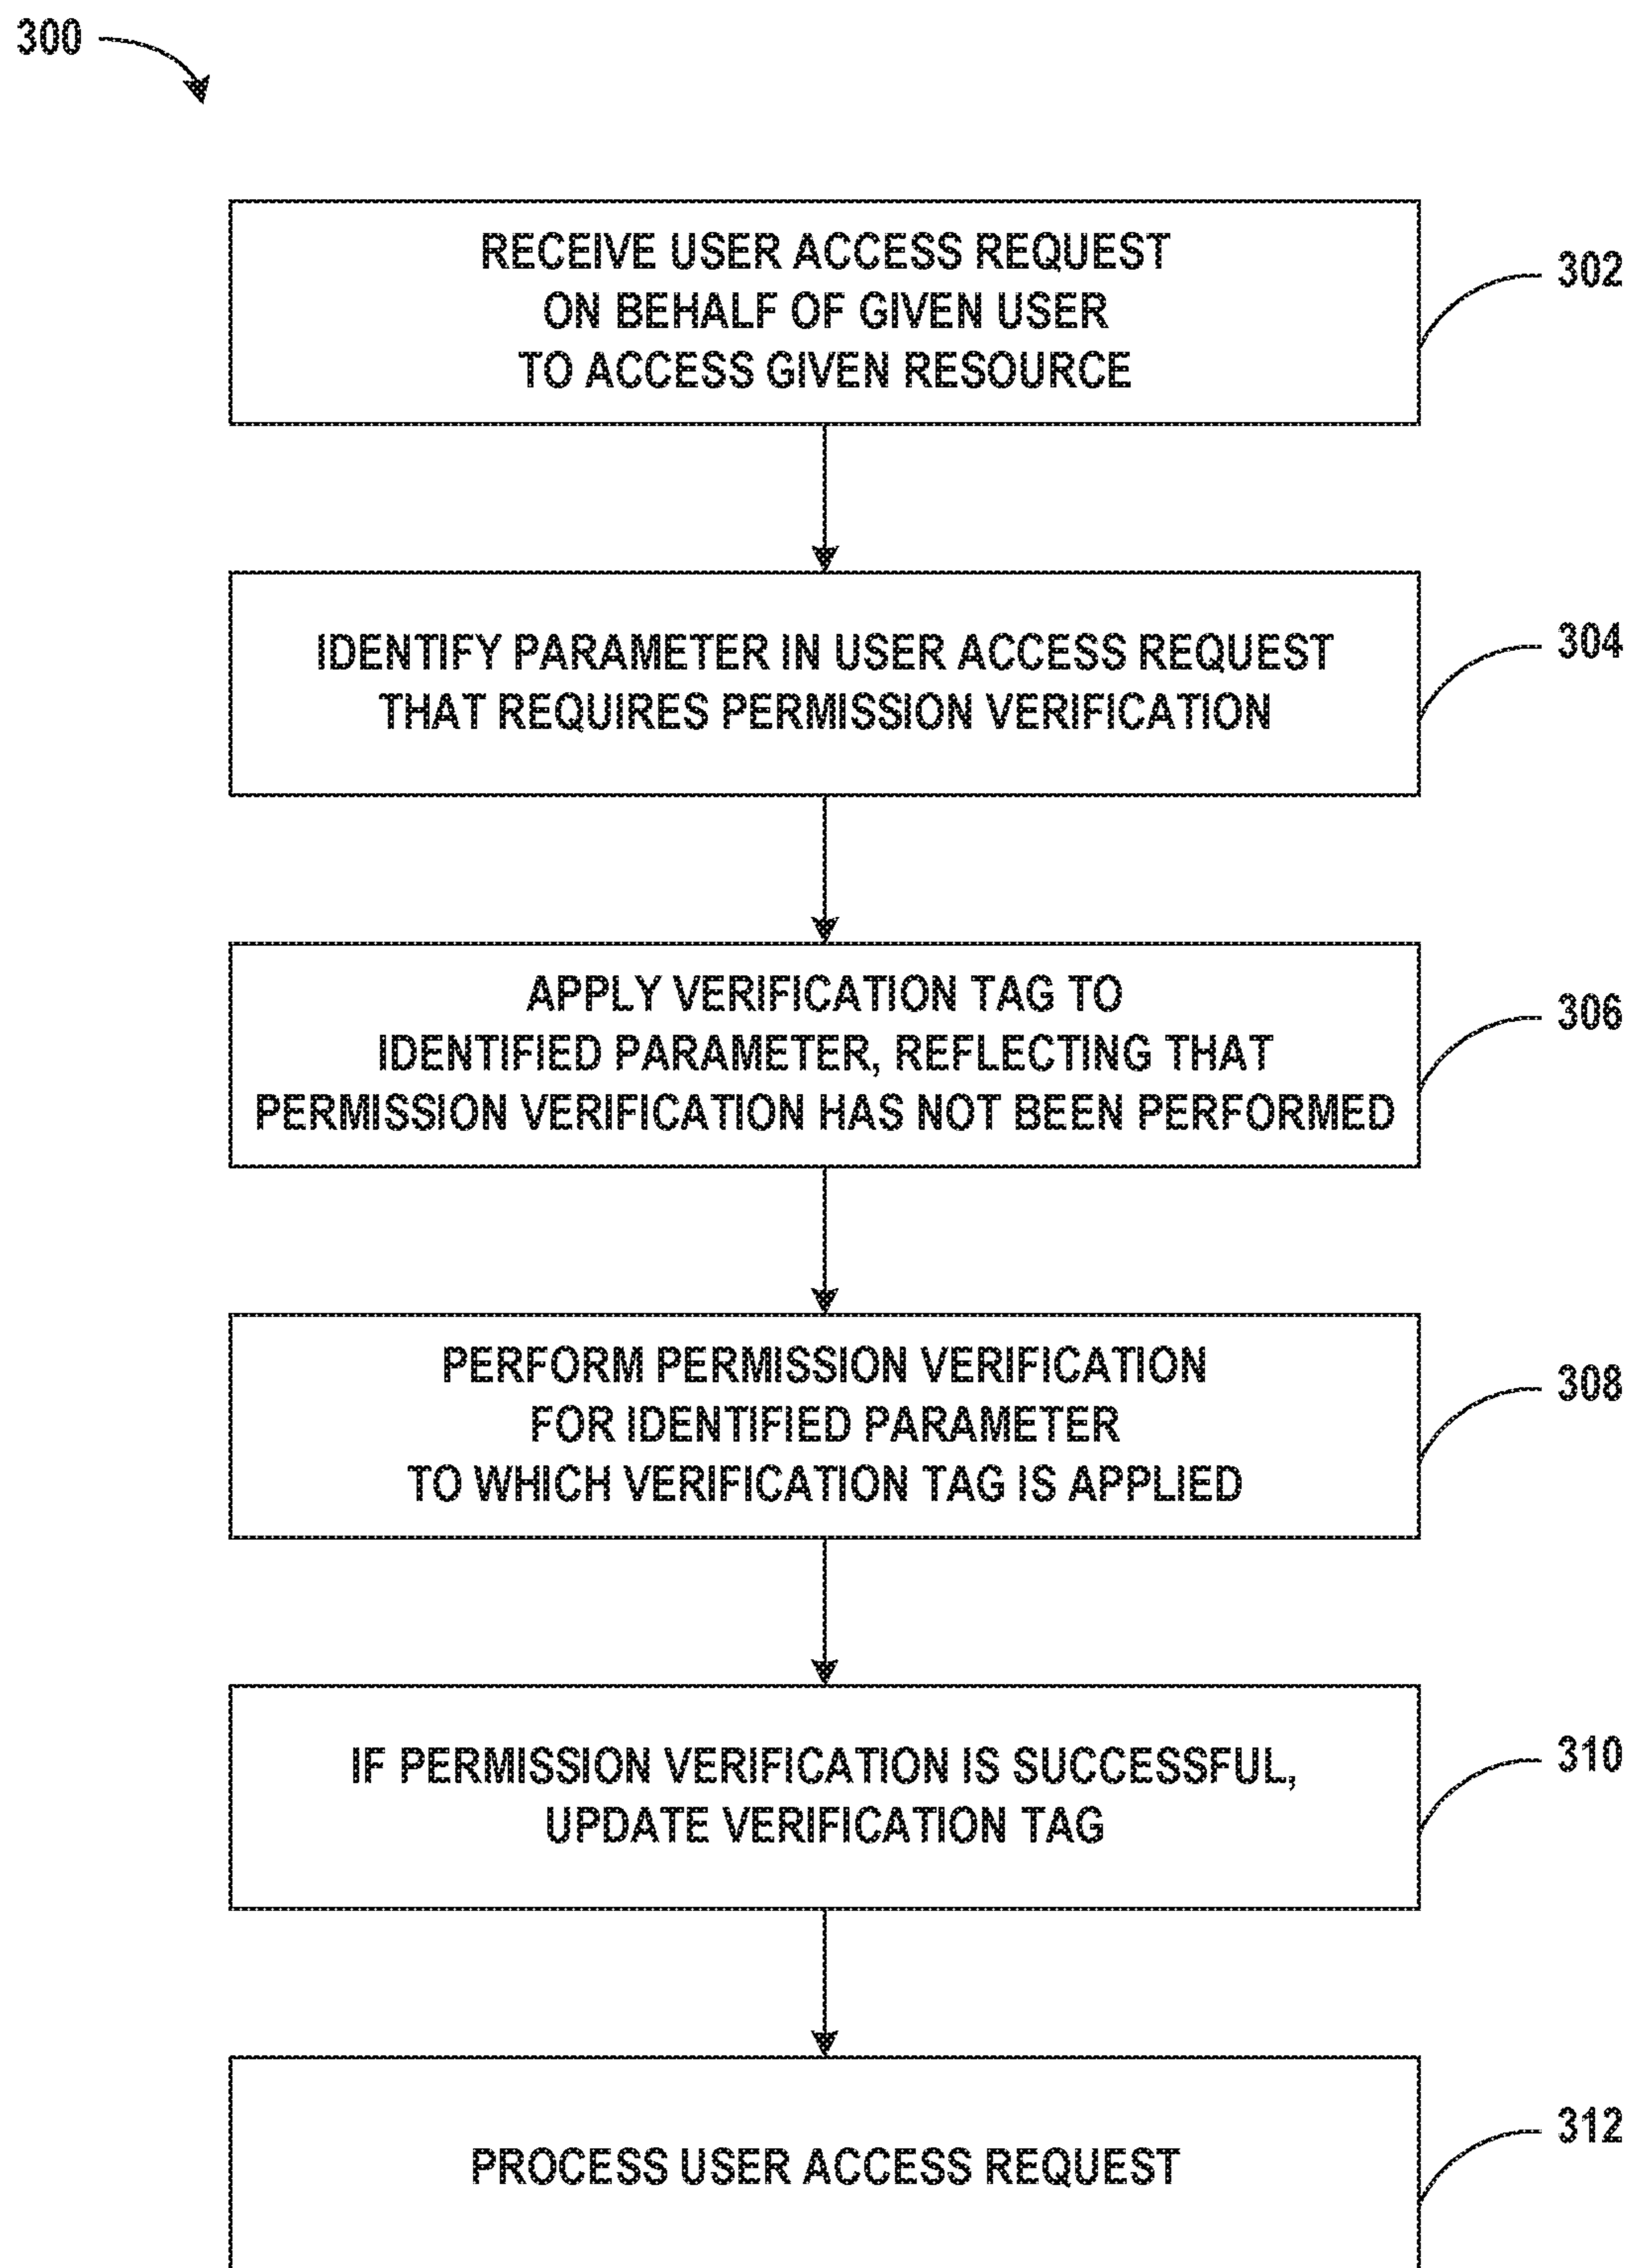 300
RECEIVE USER ACCESS REQUEST
ON BEHALF OF GIVEN USER
TO ACCESS GIVEN RESOURCE
302
IDENTIFY PARAMETER IN USER ACCESS REQUEST
THAT REQUIRES PERMISSION VERIFICATION
304
APPLY VERIFICATION TAG TO
IDENTIFIED PARAMETER, REFLECTING THAT
PERMISSION VERIFICATION HAS NOT BEEN PERFORMED
306
PERFORM PERMISSION VERIFICATION
FOR IDENTIFIED PARAMETER
TO WHICH VERIFICATION TAG IS APPLIED
308
IF PERMISSION VERIFICATION IS SUCCESSFUL,
UPDATE VERIFICATION TAG
310
PROCESS USER ACCESS REQUEST
312